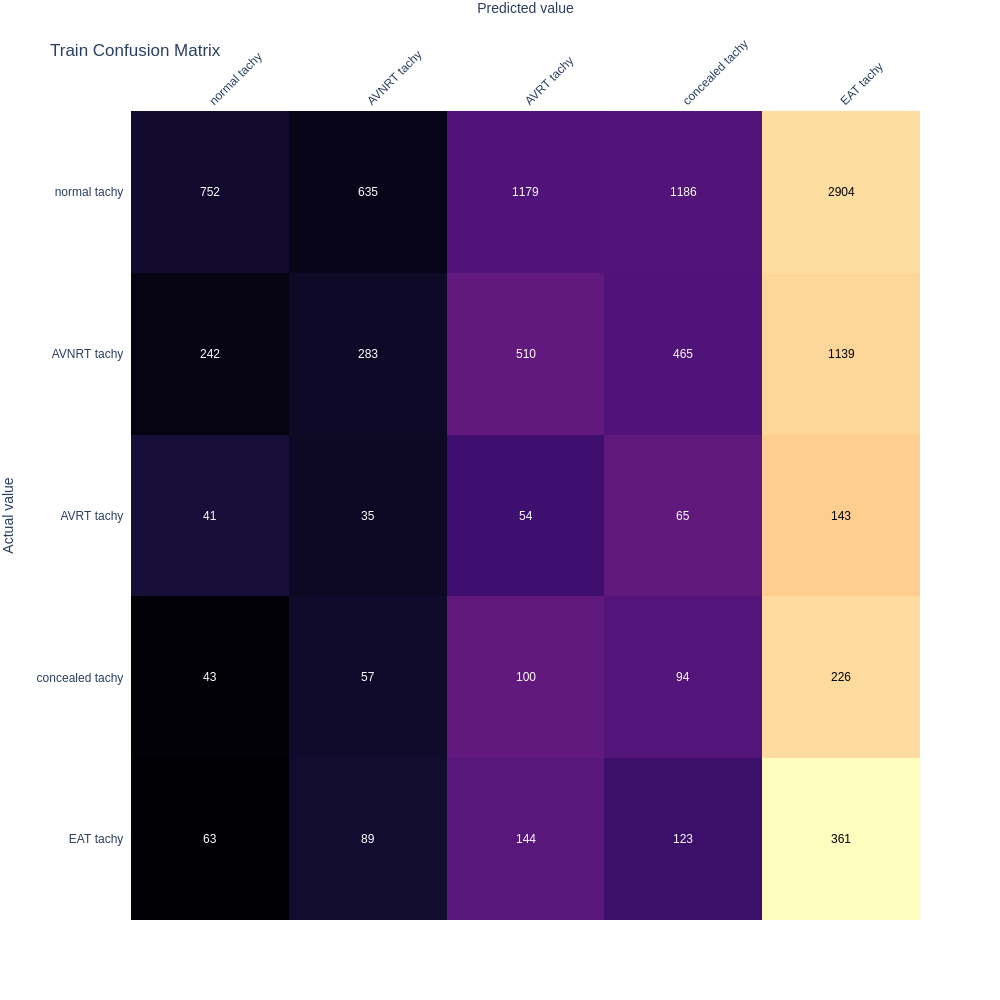 Predicted value
Train Confusion Matrix
normal tachy
AVNRT tachy
AVRT tachy
concealed tachy
EAT tachy
normal tachy 752 635 1179 1186 2904
AVNRT tachy 242 283 510 465 1139
Actual value
AVRT tachy 41 35 54 65 143
concealed tachy 43 57 100 94 226
EAT tachy 63 89 144 123 361